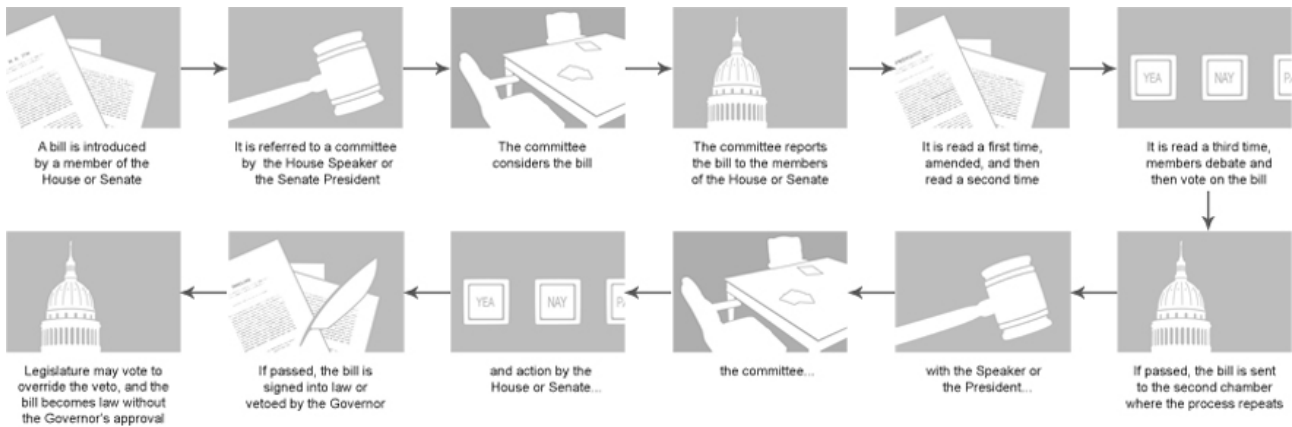 YEA
NAY
A bill is introduced
by a member of the
House or Senate
It is referred to a committee
by the House Speaker or
the Senate President
The committee
considers the bill
The committee reports
the bill to the members
of the House or Senate
It is read a first time,
amended, and then
read a second time
It is read a third time,
members debate and
then vote on the bill
If passed, the bill is sent
to the second chamber
where the process repeats
with the Speaker or
the President...
the committee...
YEA
NAY
and action by the
House or Senate...
If passed, the bill is
signed into law or
vetoed by the Governor
Legislature may vote to
override the veto, and the
bill becomes law without
the Governor's approval